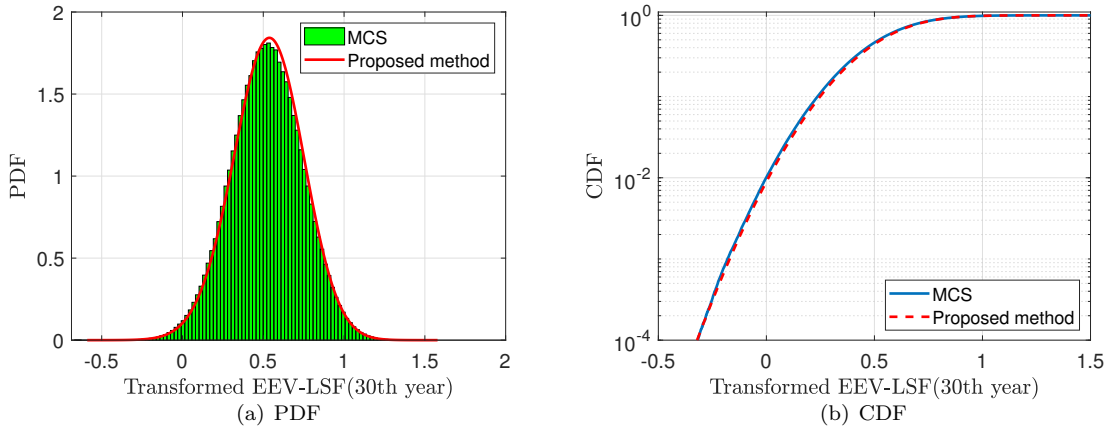 2
1.5
1
0.5
0
PDF
-0.5
0
0.5
1
1.5
2
MCS
Proposed method
Transformed EEV-LSF(30th year)
(a) PDF
10^0
10^-2
10^-4
CDF
-0.5
0
0.5
1
1.5
MCS
Proposed method
Transformed EEV-LSF(30th year)
(b) CDF